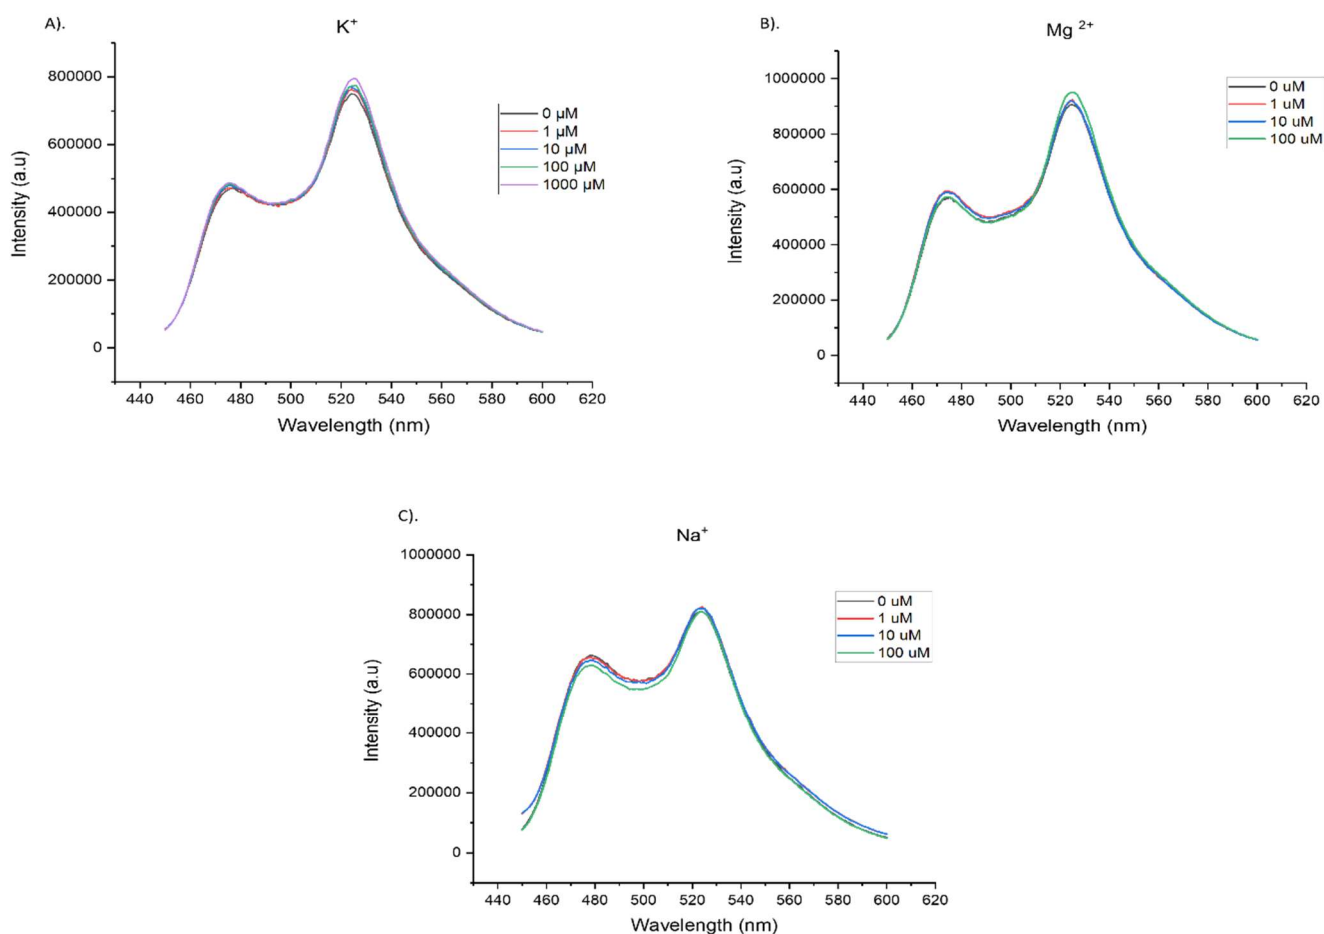 A).
K⁺
800000
600000
400000
200000
0
440 460 480 500 520 540 560 580 600 620
Wavelength (nm)
Intensity (a.u)
0 µM
1 µM
10 µM
100 µM
1000 µM
B).
Mg ²⁺
1000000
800000
600000
400000
200000
0
440 460 480 500 520 540 560 580 600 620
Wavelength (nm)
Intensity (a.u)
0 uM
1 uM
10 uM
100 uM
C).
Na⁺
1000000
800000
600000
400000
200000
0
440 460 480 500 520 540 560 580 600 620
Wavelength (nm)
Intensity (a.u)
0 uM
1 uM
10 uM
100 uM